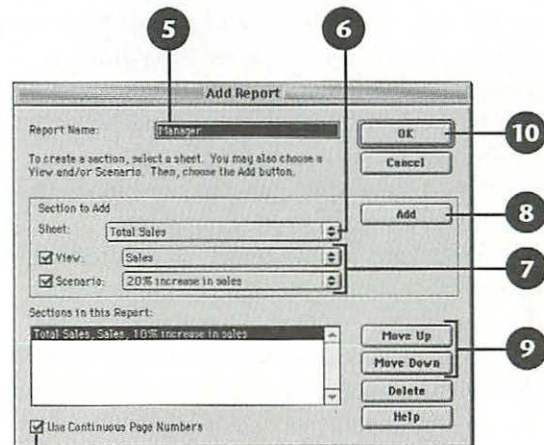 5
6
Add Report
Report Name: Manager
OK
10
To create a section, select a sheet. You may also choose a
View and/or Scenario. Then, choose the Add button.
Cancel
Section to Add
Add
8
Sheet: Total Sales
View: Sales
7
Scenario: 20% increase in sales
Sections in this Report:
Total Sales, Sales, 10% increase in sales
Move Up
9
Move Down
Delete
Help
Use Continuous Page Numbers